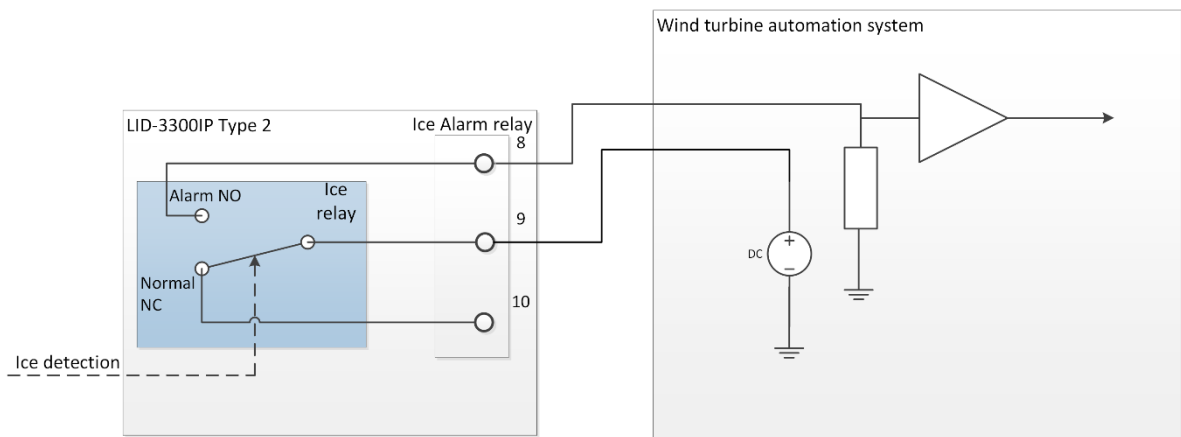 Wind turbine automation system
LID-3300IP Type 2
Ice Alarm relay
8
Alarm NO
Ice
relay
9
DC
+
−
Normal
NC
10
Ice detection